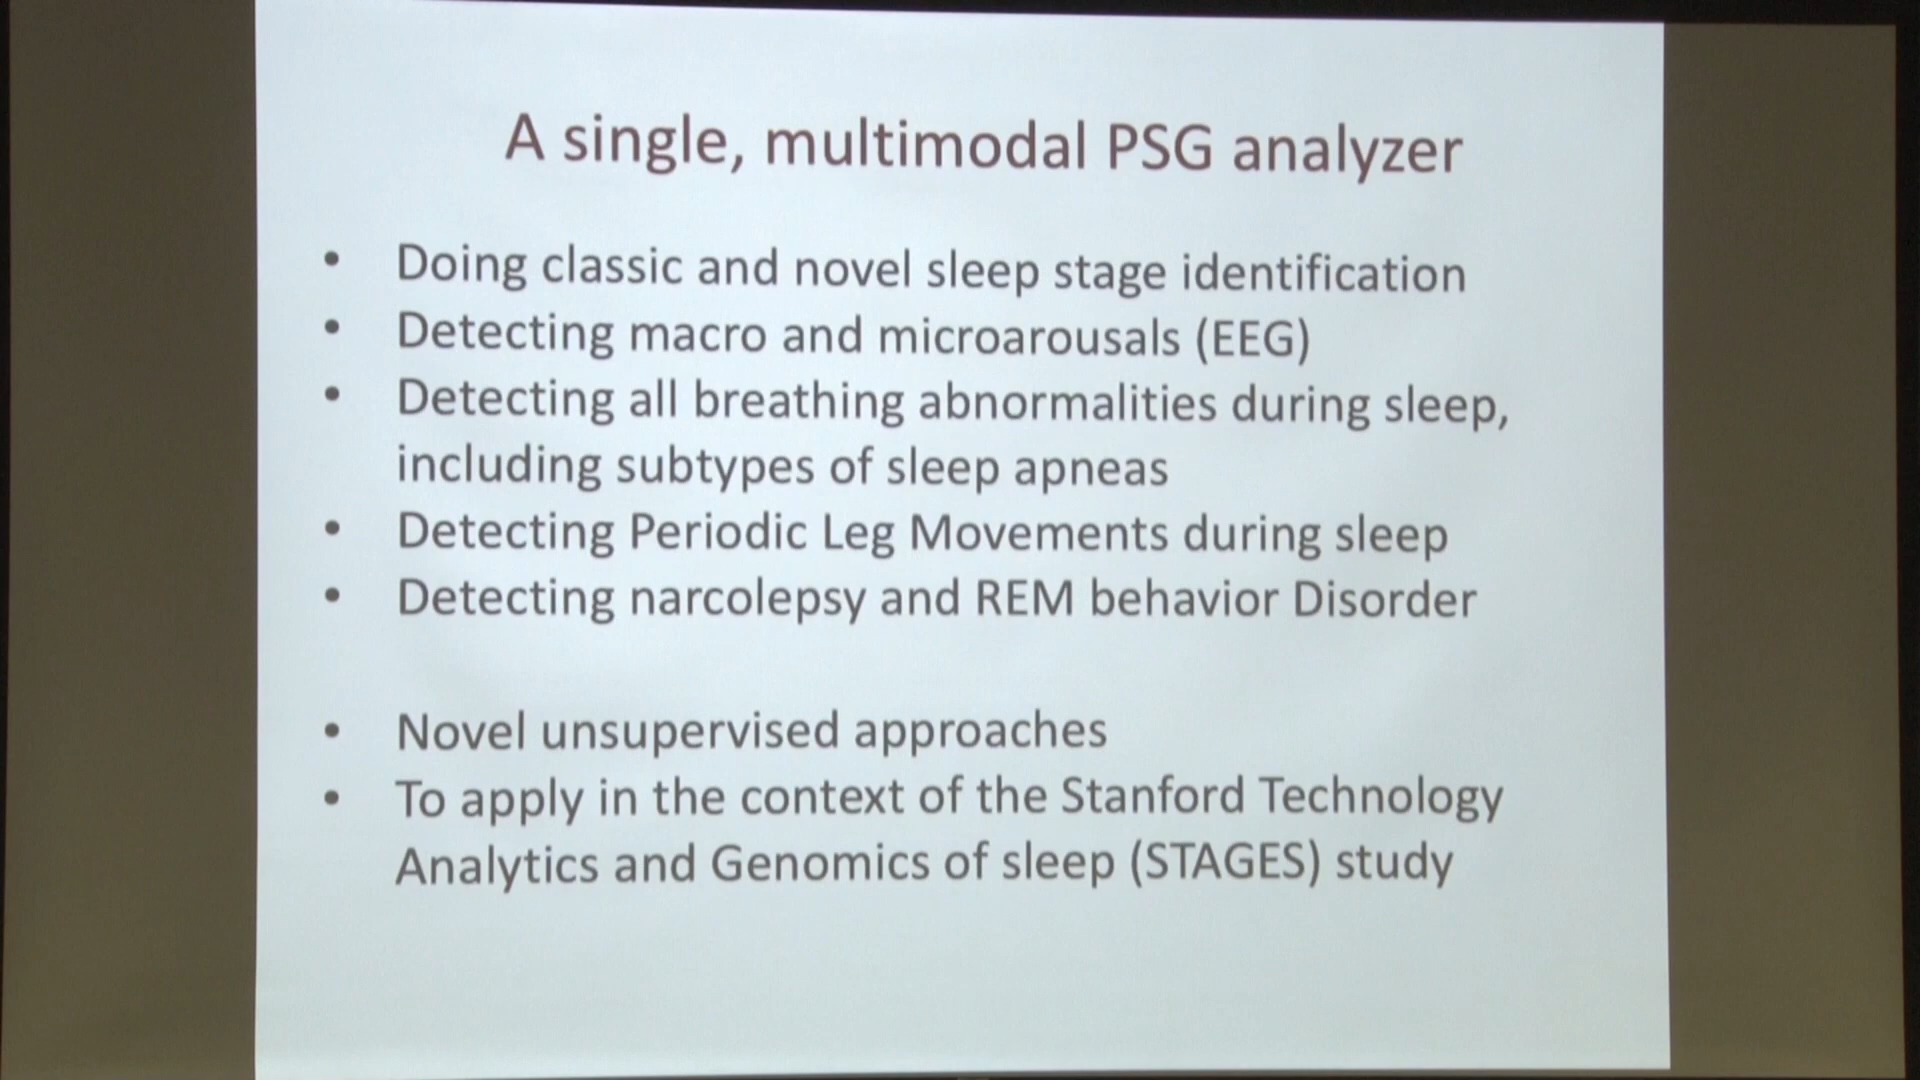 A single, multimodal PSG analyzer
• Doing classic and novel sleep stage identification
• Detecting macro and microarousals (EEG)
• Detecting all breathing abnormalities during sleep,
including subtypes of sleep apneas
• Detecting Periodic Leg Movements during sleep
• Detecting narcolepsy and REM behavior Disorder
• Novel unsupervised approaches
• To apply in the context of the Stanford Technology
Analytics and Genomics of sleep (STAGES) study